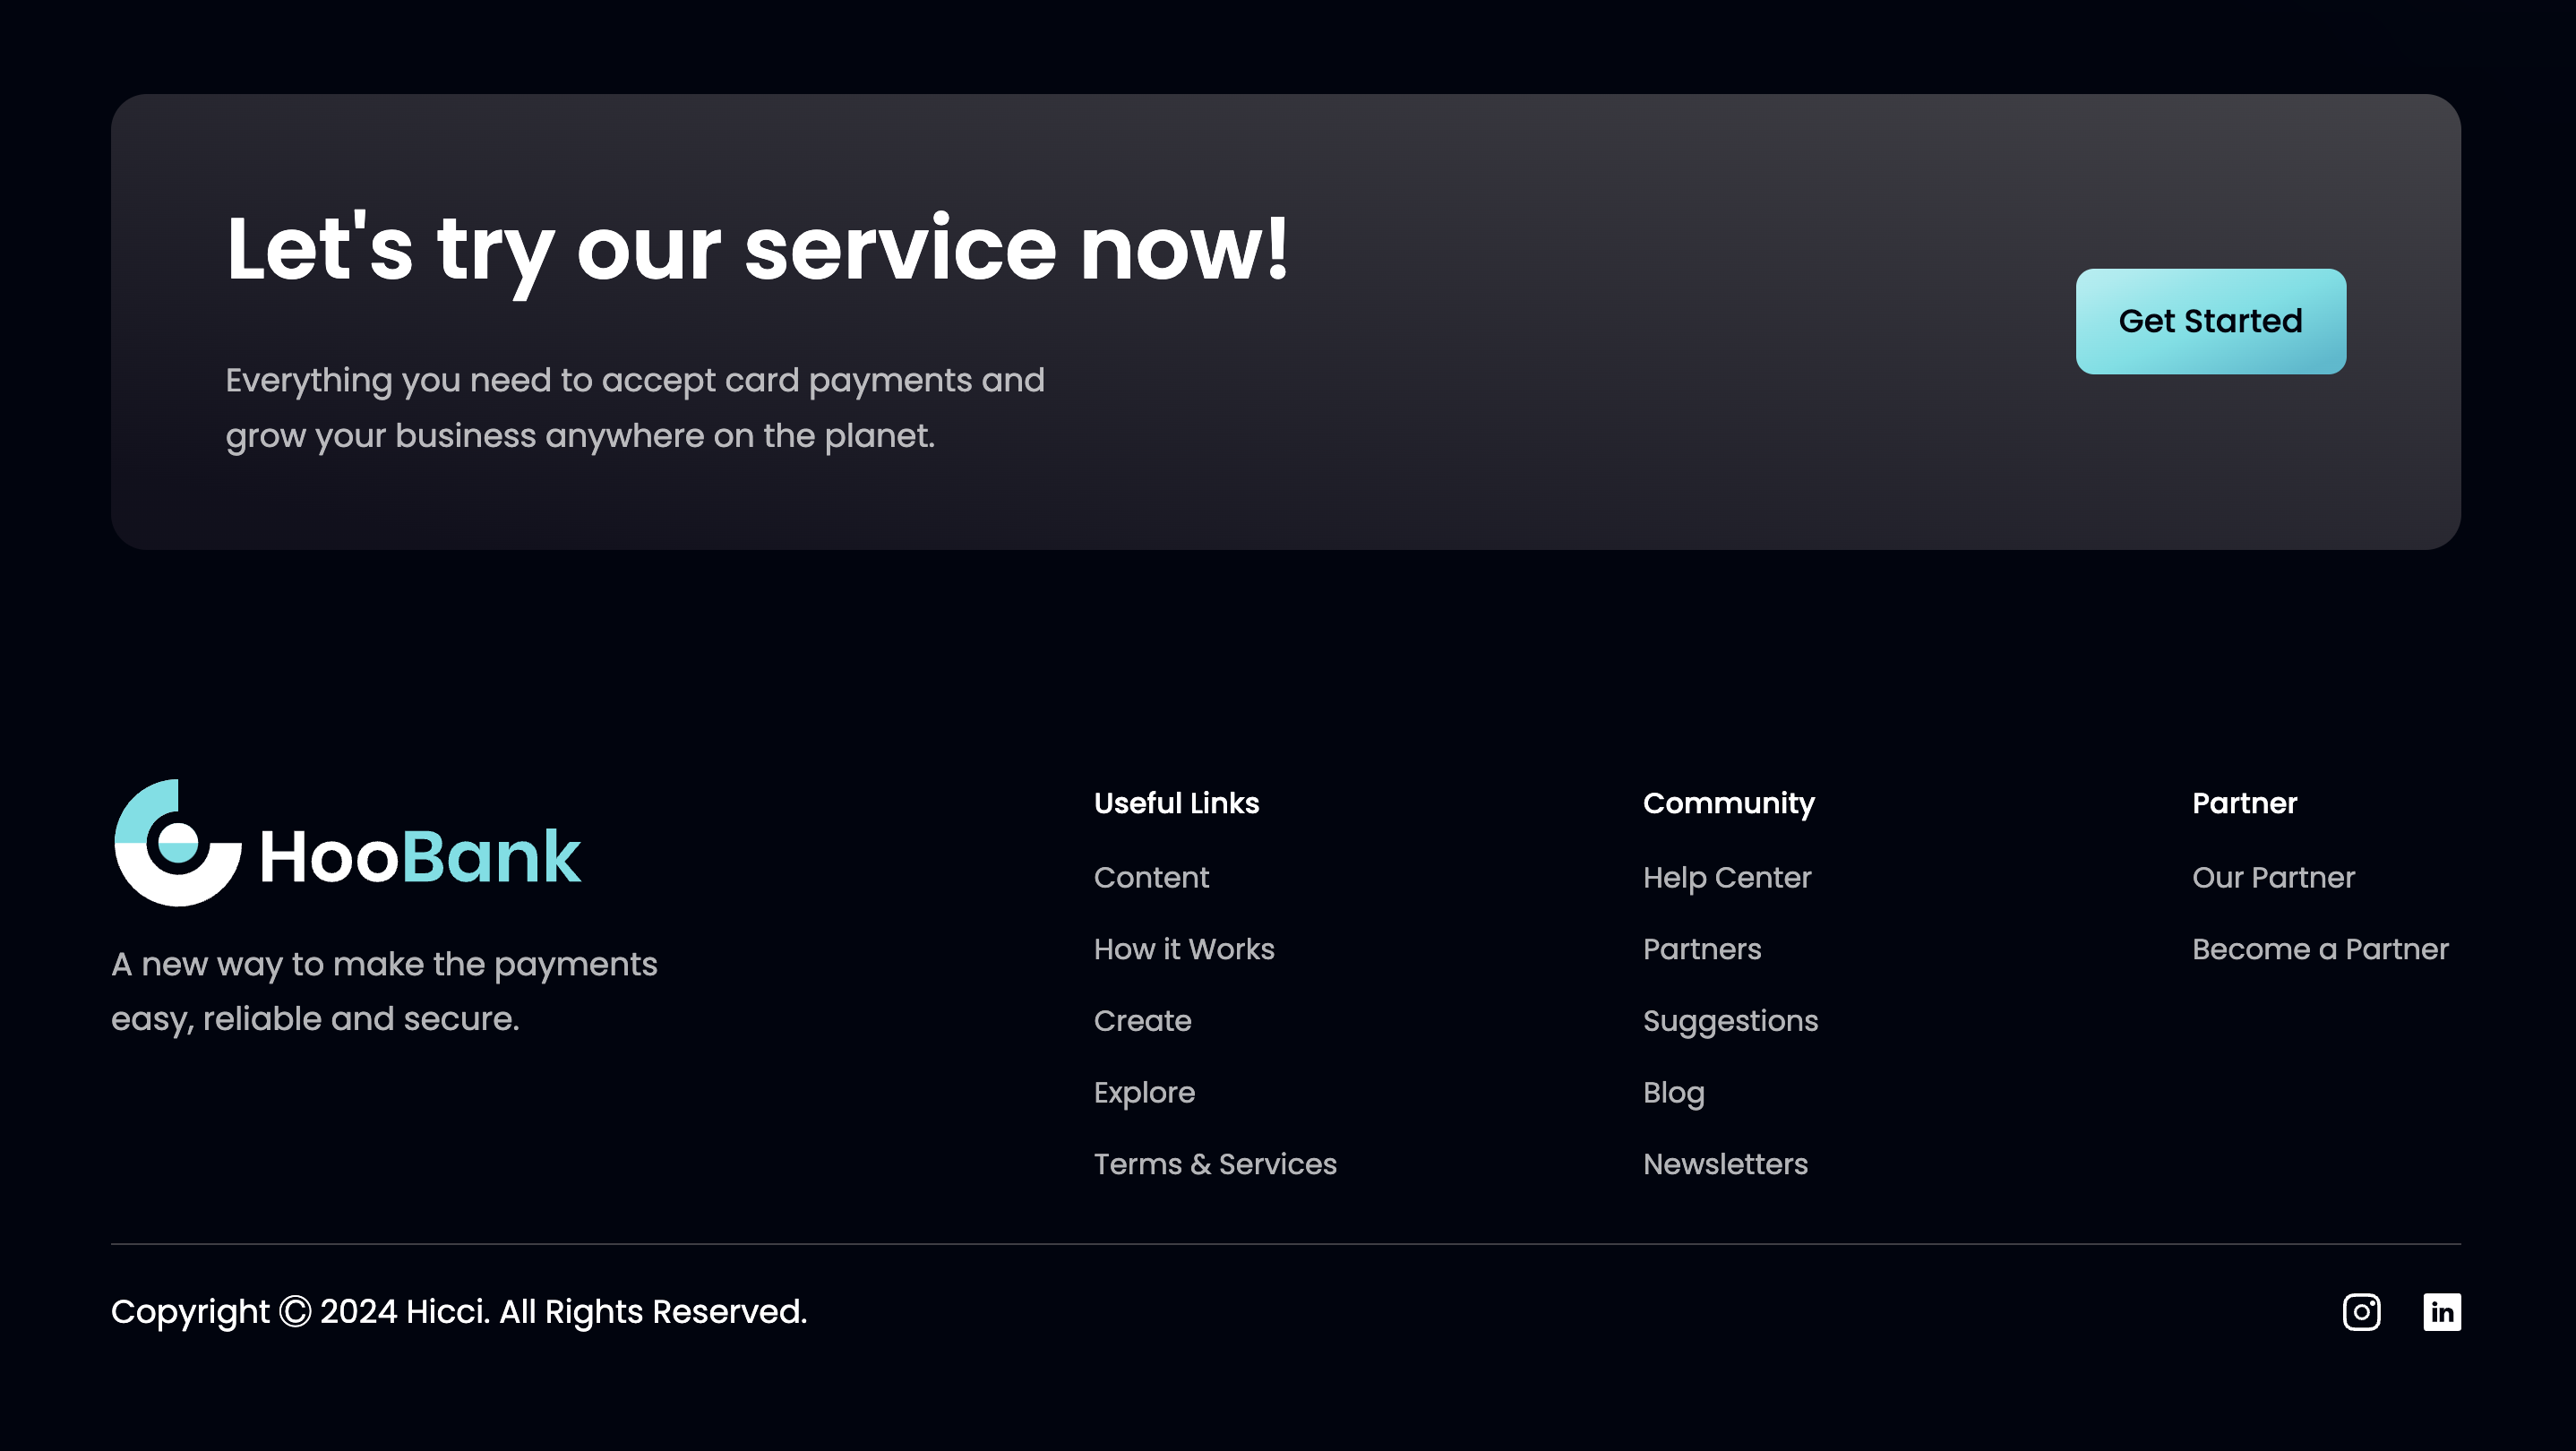 Let's try our service now!
Everything you need to accept card payments and
grow your business anywhere on the planet.
Get Started
HooBank
A new way to make the payments
easy, reliable and secure.
Useful Links
Content
How it Works
Create
Explore
Terms & Services
Community
Help Center
Partners
Suggestions
Blog
Newsletters
Partner
Our Partner
Become a Partner
Copyright Ⓒ 2024 Hicci. All Rights Reserved.
in